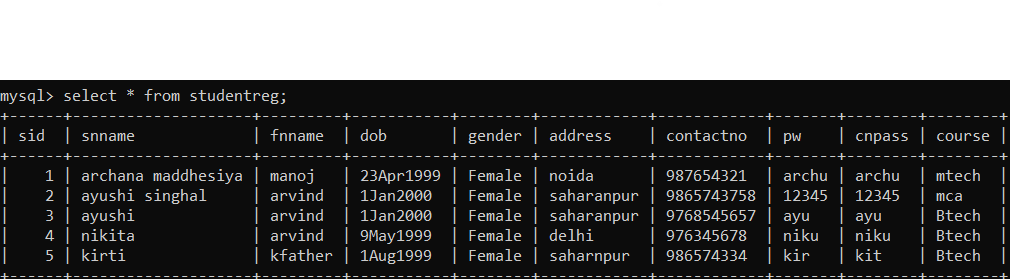 mysql> select * from studentreg;
+------+-------------------+---------+-----------+--------+------------+------------+-------+--------+--------+
| sid  | snname            | fnname  | dob       | gender | address    | contactno  | pw    | cnpass | course |
+------+-------------------+---------+-----------+--------+------------+------------+-------+--------+--------+
|    1 | archana maddhesiya | manoj   | 23Apr1999 | Female | noida      | 987654321  | archu | archu  | mtech  |
|    2 | ayushi singhal    | arvind  | 1Jan2000  | Female | saharanpur | 9865743758 | 12345 | 12345  | mca    |
|    3 | ayushi            | arvind  | 1Jan2000  | Female | saharanpur | 9768545657 | ayu   | ayu    | Btech  |
|    4 | nikita            | arvind  | 9May1999  | Female | delhi      | 976345678  | niku  | niku   | Btech  |
|    5 | kirti             | kfather | 1Aug1999  | Female | saharnpur  | 986574334  | kir   | kit    | Btech  |
+------+-------------------+---------+-----------+--------+------------+------------+-------+--------+--------+